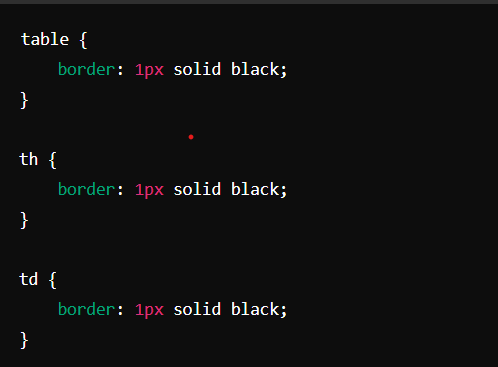 table {
    border: 1px solid black;
}

th {
    border: 1px solid black;
}

td {
    border: 1px solid black;
}